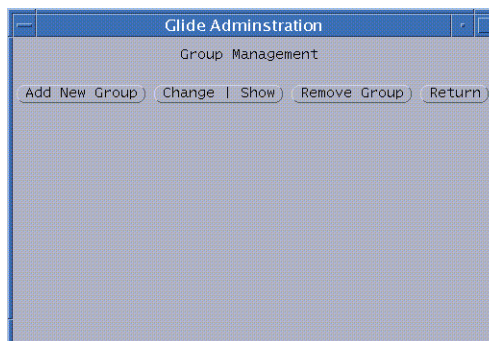 Glide Adminstration
Group Management
Add New Group Change | Show Remove Group Return